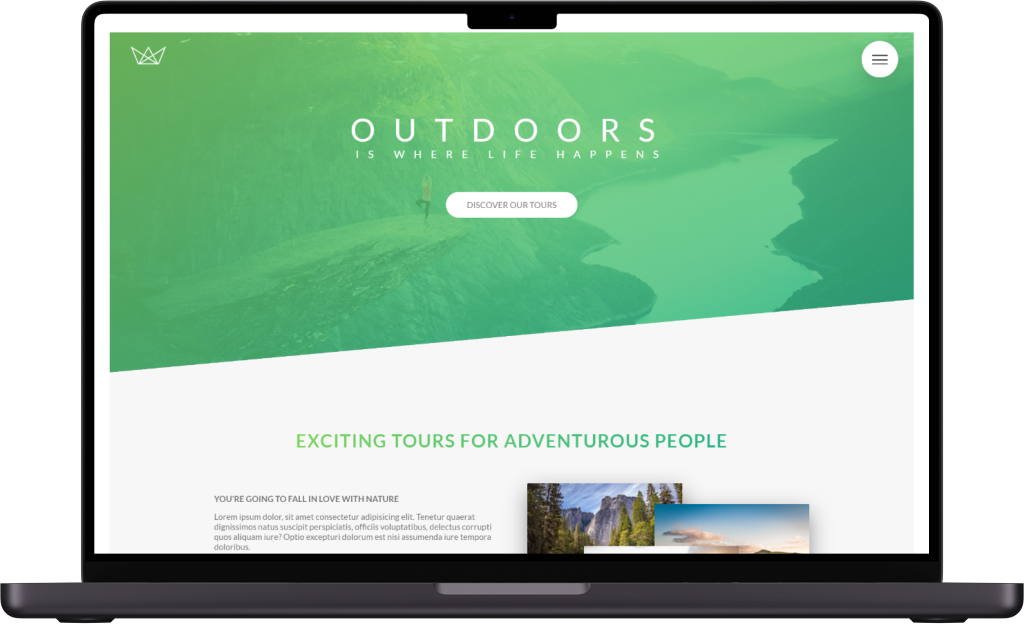 OUTDOORS
IS WHERE LIFE HAPPENS
DISCOVER OUR TOURS
EXCITING TOURS FOR ADVENTUROUS PEOPLE
YOU'RE GOING TO FALL IN LOVE WITH NATURE
Lorem ipsum dolor, sit amet consectetur adipisicing elit. Tenetur quaerat
dignissimos natus suscipit perspiciatis, officiis voluptatibus, delectus corrupti
quos aliquam iure? Optio excepturi dolorum est nisi assumenda iure tempora
doloribus.